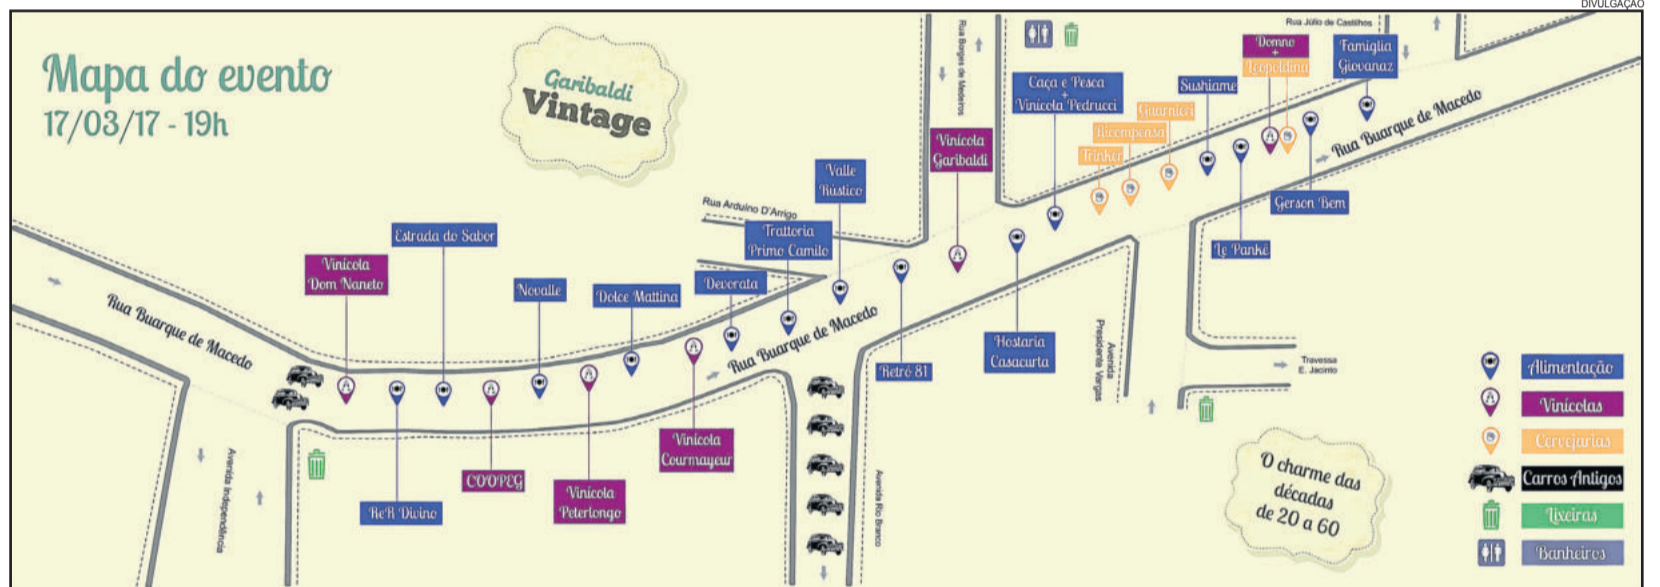 DIVULGAÇÃO
Mapa do evento
17/03/17 - 19h
Garibaldi
Vintage
Rua Borges de Medeiros
Rua Júlio de Castilhos
Domno
+
Leopoldina
Famiglia
Giovanaz
Caça e Pesca
+
Vinícola Pedrucci
Sushiame
Guarnieri
Ricompensa
Trinker
Vinícola
Garibaldi
Rua Buarque de Macedo
Valle
Rústico
Rua Arduino D'Arrigo
Trattoria
Primo Camilo
Gerson Bem
Le Pankê
Estrada do Sabor
Vinícola
Dom Naneto
Novalle
Dolce Mattina
Devorata
Rua Buarque de Macedo
Rua Buarque de Macedo
Retrô 81
Hostaria
Casacurta
Avenida
Presidente Vargas
Travessa
E. Jacinto
Vinícola
Courmayeur
COOPEG
Vinícola
Peterlongo
ReR Divino
Avenida Independência
Avenida Rio Branco
O charme das
décadas
de 20 a 60
Alimentação
Vinícolas
Cervejarias
Carros Antigos
Lixeiras
Banheiros